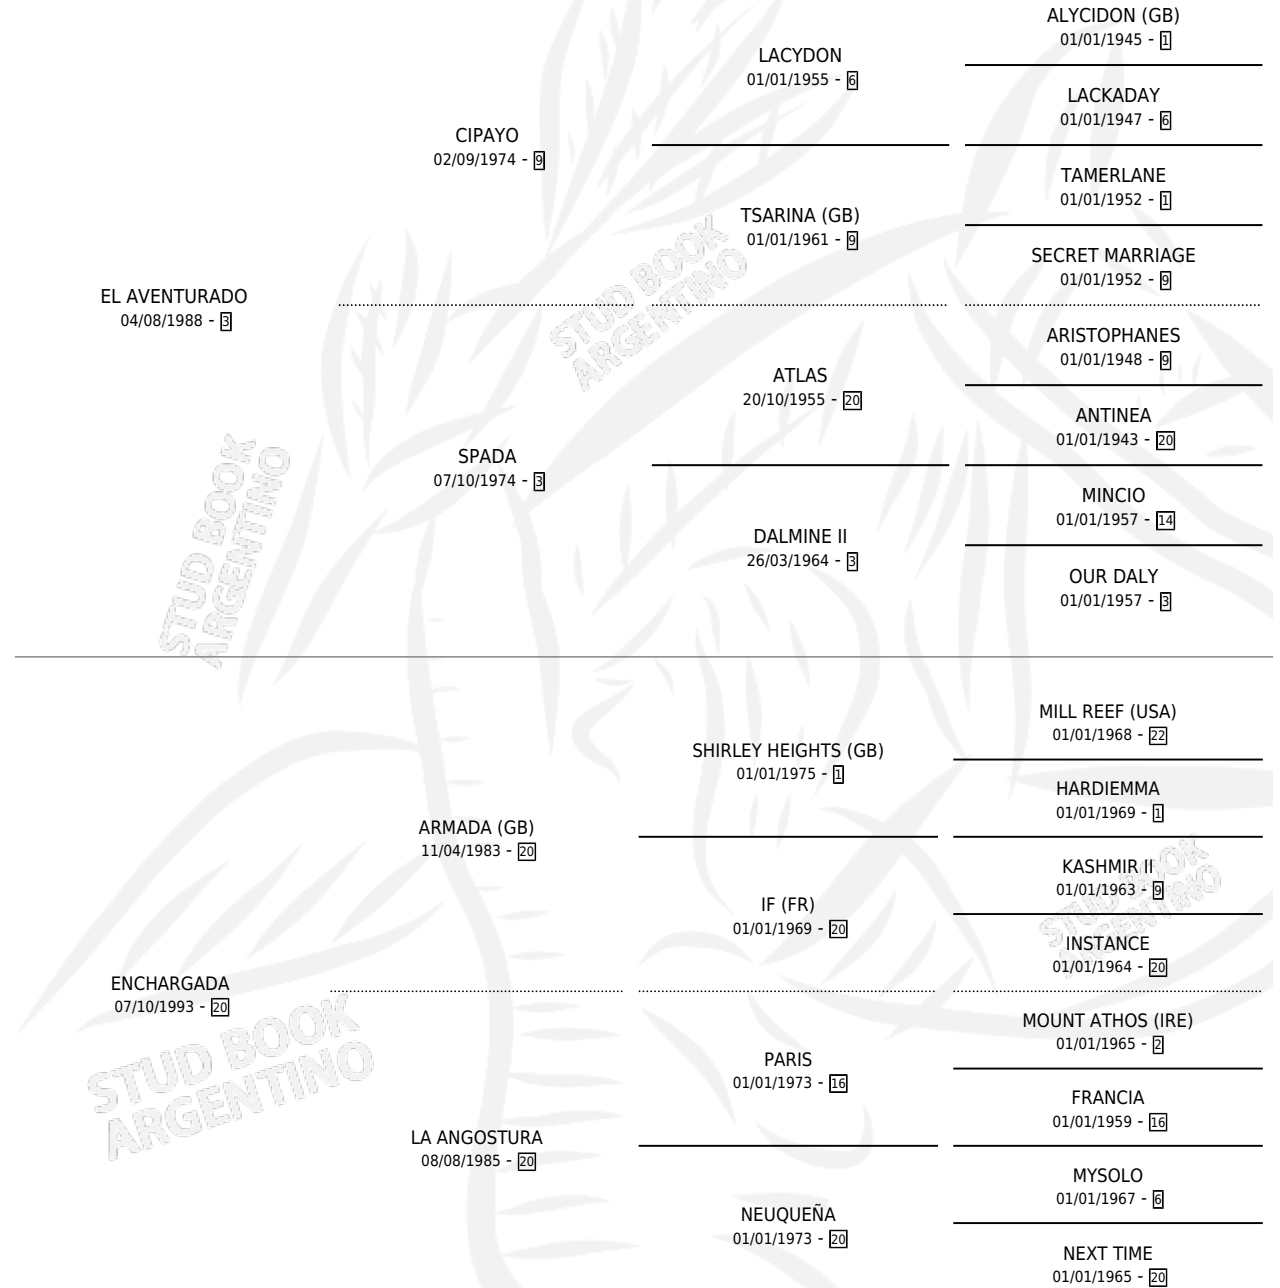 ALYCIDON (GB)
01/01/1945 - 1
LACYDON
01/01/1955 - 6
LACKADAY
01/01/1947 - 6
CIPAYO
02/09/1974 - 9
TAMERLANE
01/01/1952 - 1
TSARINA (GB)
01/01/1961 - 9
SECRET MARRIAGE
01/01/1952 - 9
EL AVENTURADO
04/08/1988 - 3
STUD BOOK
ARGENTINO
ARISTOPHANES
01/01/1948 - 9
ATLAS
20/10/1955 - 20
ANTINEA
01/01/1943 - 20
SPADA
07/10/1974 - 3
MINCIO
01/01/1957 - 14
DALMINE II
26/03/1964 - 3
OUR DALY
01/01/1957 - 3
STUD BOOK
ARGENTINO
MILL REEF (USA)
01/01/1968 - 22
SHIRLEY HEIGHTS (GB)
01/01/1975 - 1
HARDIEMMA
01/01/1969 - 1
ARMADA (GB)
11/04/1983 - 20
KASHMIR II
01/01/1963 - 9
IF (FR)
01/01/1969 - 20
INSTANCE
01/01/1964 - 20
STUD BOOK
ARGENTINO
ENCHARGADA
07/10/1993 - 20
MOUNT ATHOS (IRE)
01/01/1965 - 2
PARIS
01/01/1973 - 16
FRANCIA
01/01/1959 - 16
STUD BOOK
ARGENTINO
LA ANGOSTURA
08/08/1985 - 20
MYSOLO
01/01/1967 - 6
NEUQUEÑA
01/01/1973 - 20
NEXT TIME
01/01/1965 - 20